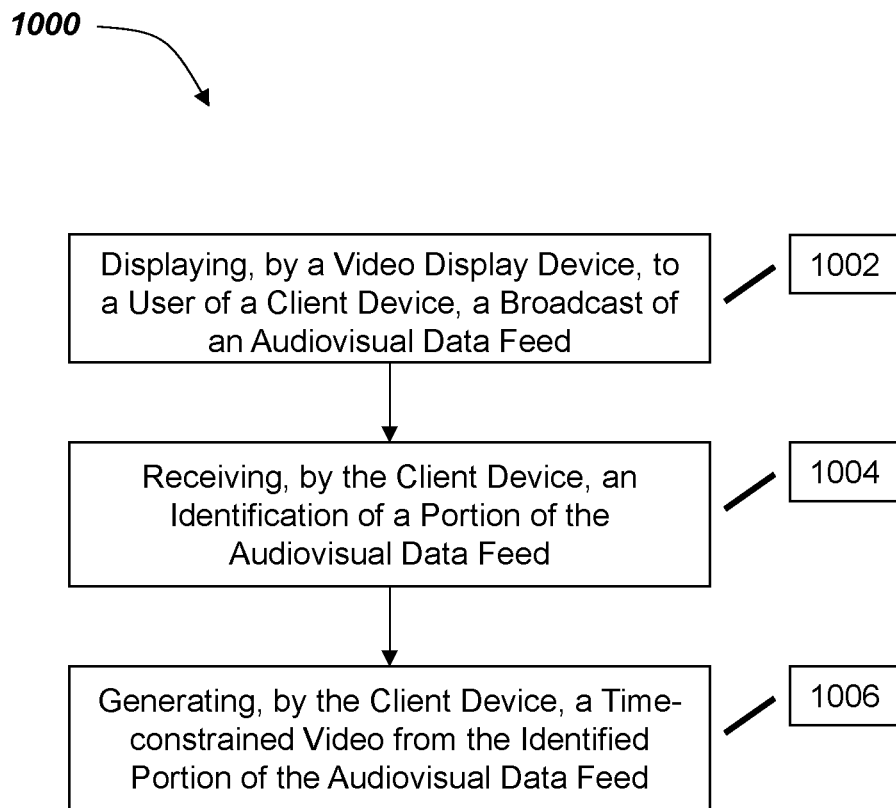 1000
Displaying, by a Video Display Device, to
a User of a Client Device, a Broadcast of
an Audiovisual Data Feed
1002
Receiving, by the Client Device, an
Identification of a Portion of the
Audiovisual Data Feed
1004
Generating, by the Client Device, a Time-
constrained Video from the Identified
Portion of the Audiovisual Data Feed
1006